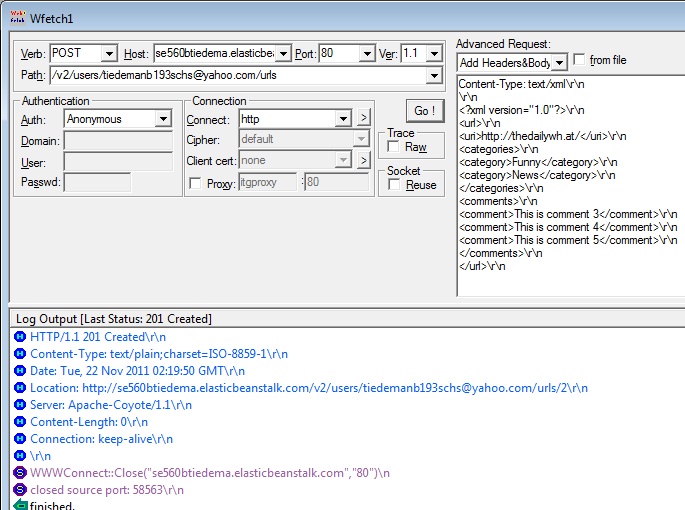 Wfetch1
Verb: POST Host: se560btiedema.elasticbea Port: 80 Ver: 1.1
Path: /v2/users/tiedemanb193schs@yahoo.com/urls
Authentication
Auth: Anonymous
Domain:
User:
Passwd:
Connection
Connect: http >
Cipher: default
Client cert: none >
Proxy: itgproxy : 80
Go !
Trace
Raw
Socket
Reuse
Advanced Request:
Add Headers&Body from file
Content-Type: text/xml\r\n
\r\n
<?xml version="1.0"?>\r\n
<url>\r\n
<uri>http://thedailywh.at/</uri>\r\n
<categories>\r\n
<category>Funny</category>\r\n
<category>News</category>\r\n
</categories>\r\n
<comments>\r\n
<comment>This is comment 3</comment>\r\n
<comment>This is comment 4</comment>\r\n
<comment>This is comment 5</comment>\r\n
</comments>\r\n
</url>\r\n
Log Output [Last Status: 201 Created]
HTTP/1.1 201 Created\r\n
Content-Type: text/plain;charset=ISO-8859-1\r\n
Date: Tue, 22 Nov 2011 02:19:50 GMT\r\n
Location: http://se560btiedema.elasticbeanstalk.com/v2/users/tiedemanb193schs@yahoo.com/urls/2\r\n
Server: Apache-Coyote/1.1\r\n
Content-Length: 0\r\n
Connection: keep-alive\r\n
\r\n
WWWConnect::Close("se560btiedema.elasticbeanstalk.com","80")\n
closed source port: 58563\r\n
finished.